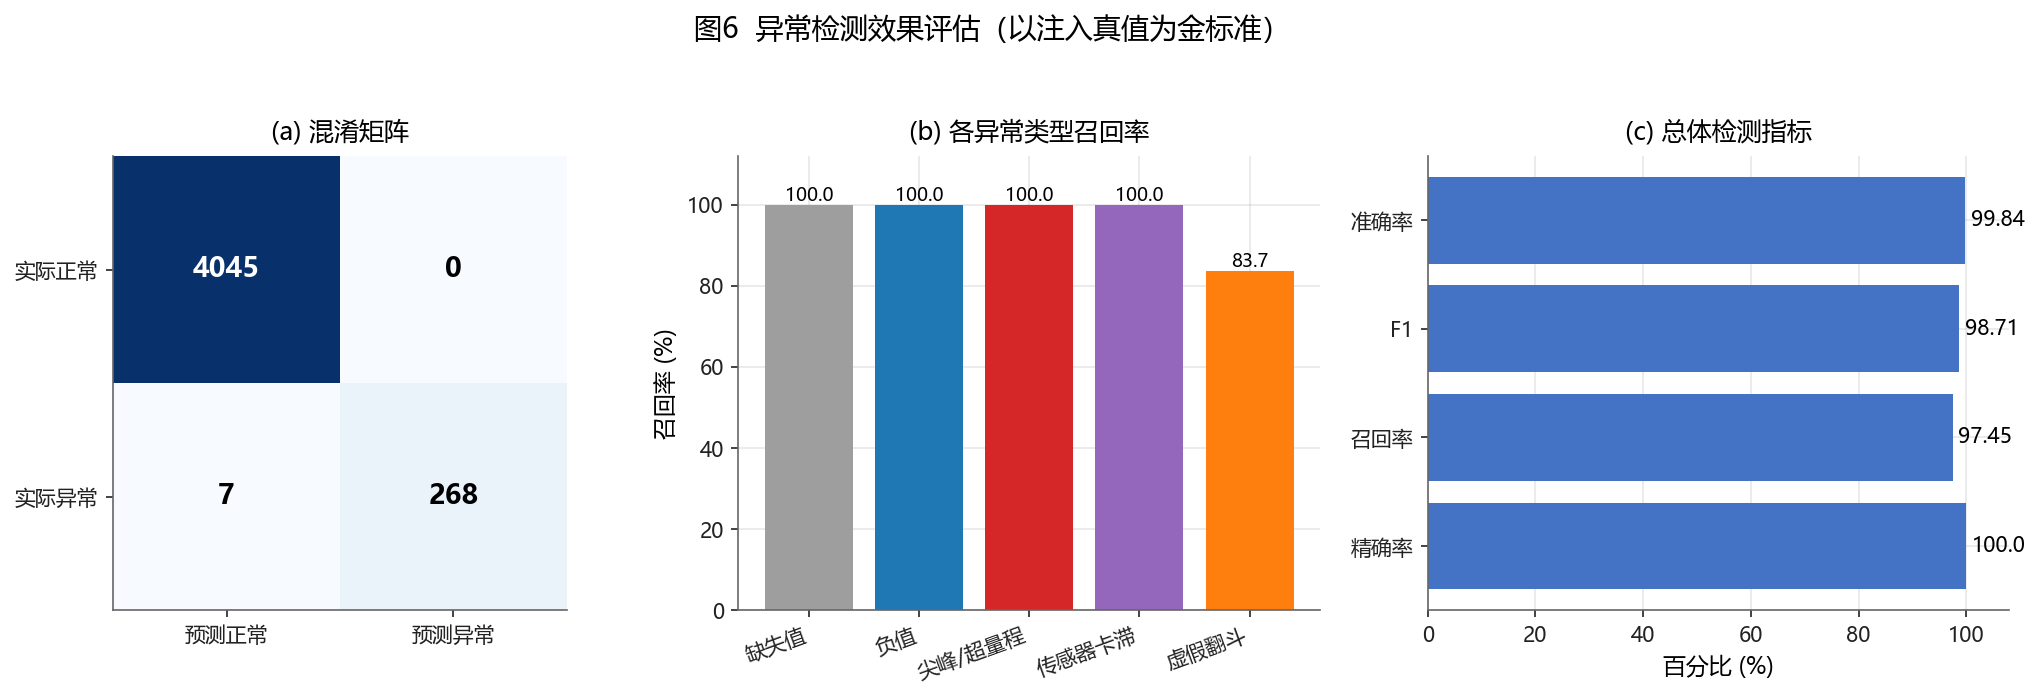 图6  异常检测效果评估（以注入真值为金标准）
(a) 混淆矩阵
实际正常
实际异常
4045
0
7
268
预测正常
预测异常
(b) 各异常类型召回率
召回率 (%)
100
80
60
40
20
0
100.0
100.0
100.0
100.0
83.7
缺失值
负值
尖峰/超量程
传感器卡滞
虚假翻斗
(c) 总体检测指标
准确率
99.84
F1
98.71
召回率
97.45
精确率
100.0
0
20
40
60
80
100
百分比 (%)